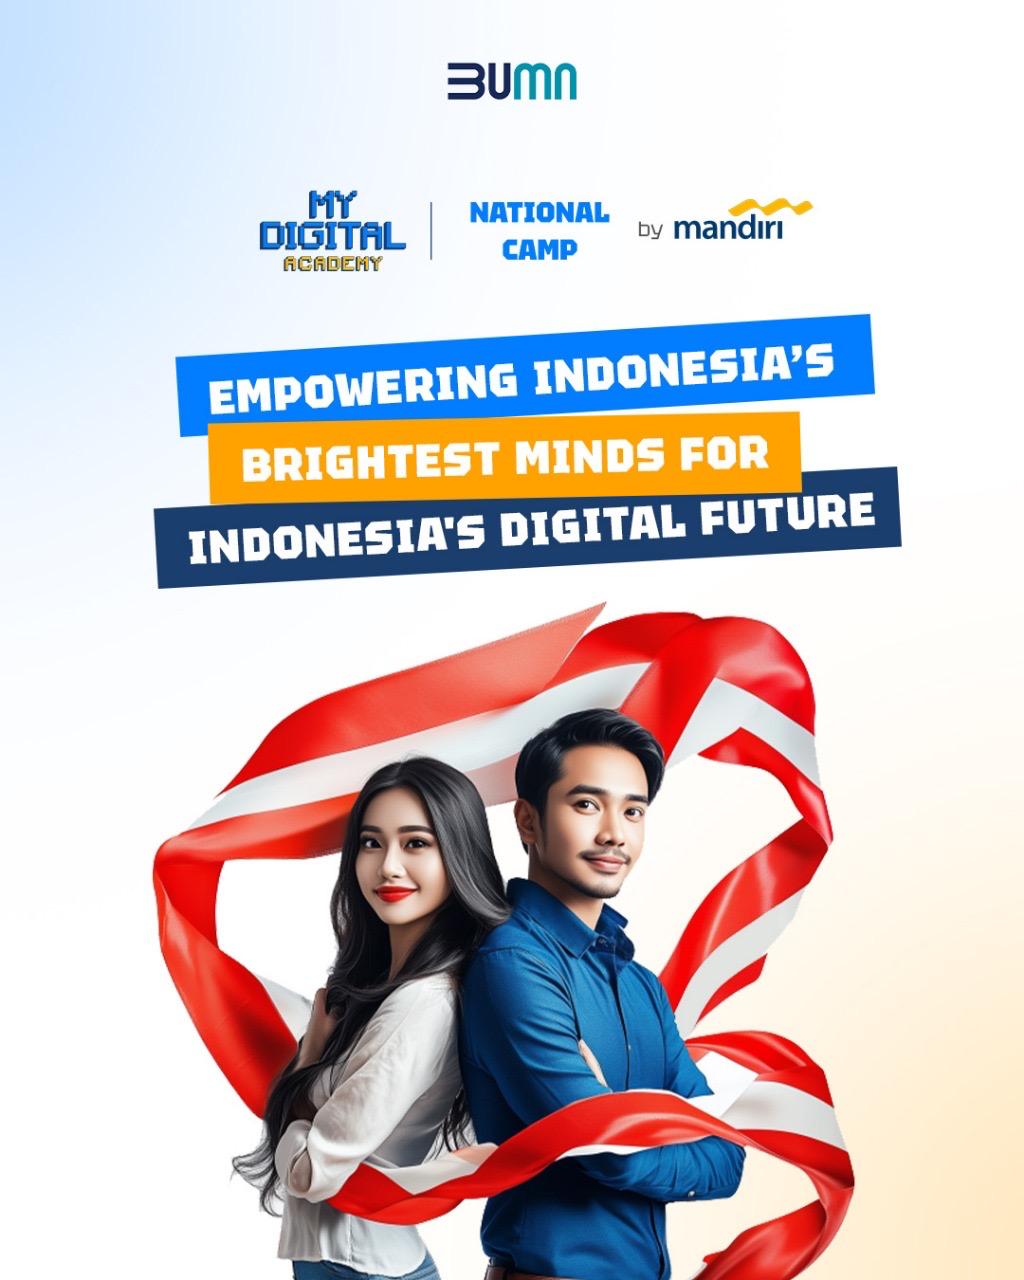 BUMN
MY
DIGITAL
ACADEMY
NATIONAL
CAMP
by mandiri
EMPOWERING INDONESIA’S
BRIGHTEST MINDS FOR
INDONESIA'S DIGITAL FUTURE